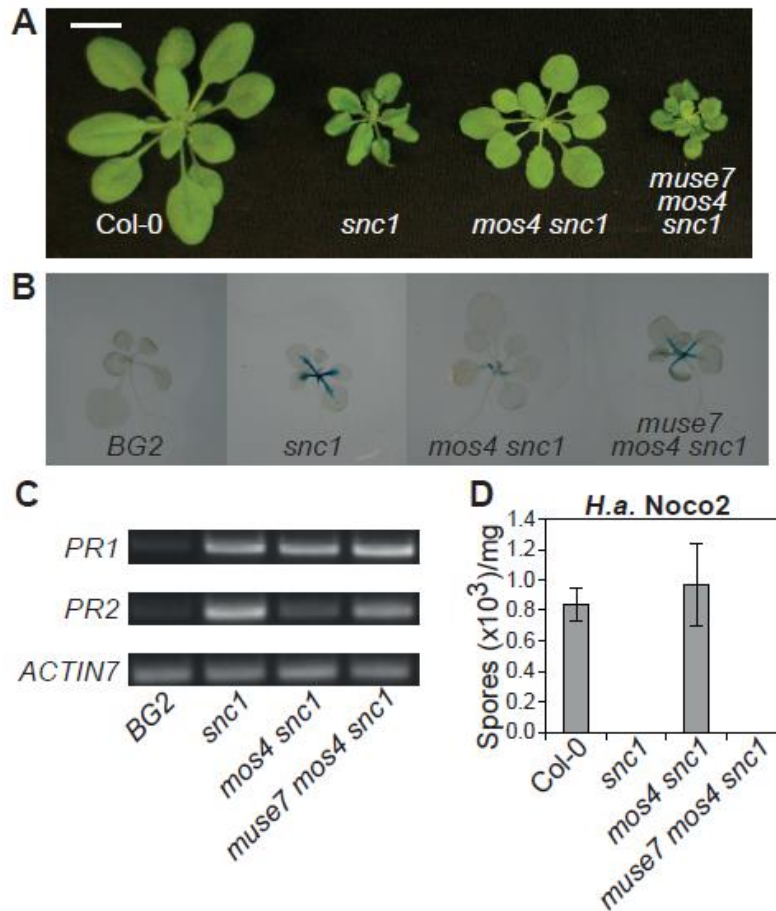 A
Col-0
snc1
mos4 snc1
muse7
mos4
snc1
B
BG2
snc1
mos4 snc1
muse7
mos4 snc1
C
PR1
PR2
ACTIN7
BG2
snc1
mos4 snc1
muse7 mos4 snc1
D
H.a. Noco2
Spores (x10³)/mg
1.4
1.2
1.0
0.8
0.6
0.4
0.2
0.0
Col-0
snc1
mos4 snc1
muse7 mos4 snc1